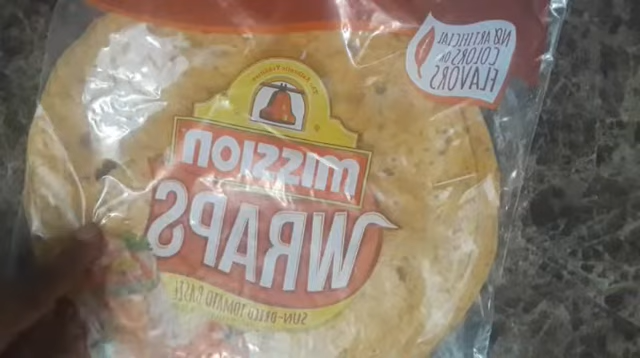 NO ARTIFICIAL
COLORS OR
FLAVORS
mission
WRAPS
SUN-DRIED TOMATO BASIL